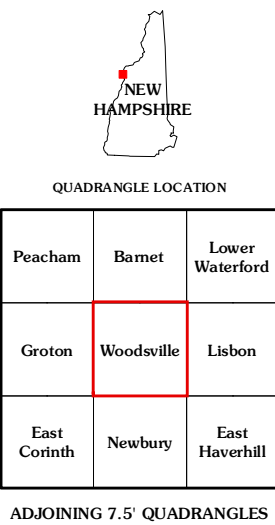 NEW
HAMPSHIRE
QUADRANGLE LOCATION
Peacham
Barnet
Lower
Waterford
Groton
Woodsville
Lisbon
East
Corinth
Newbury
East
Haverhill
ADJOINING 7.5' QUADRANGLES